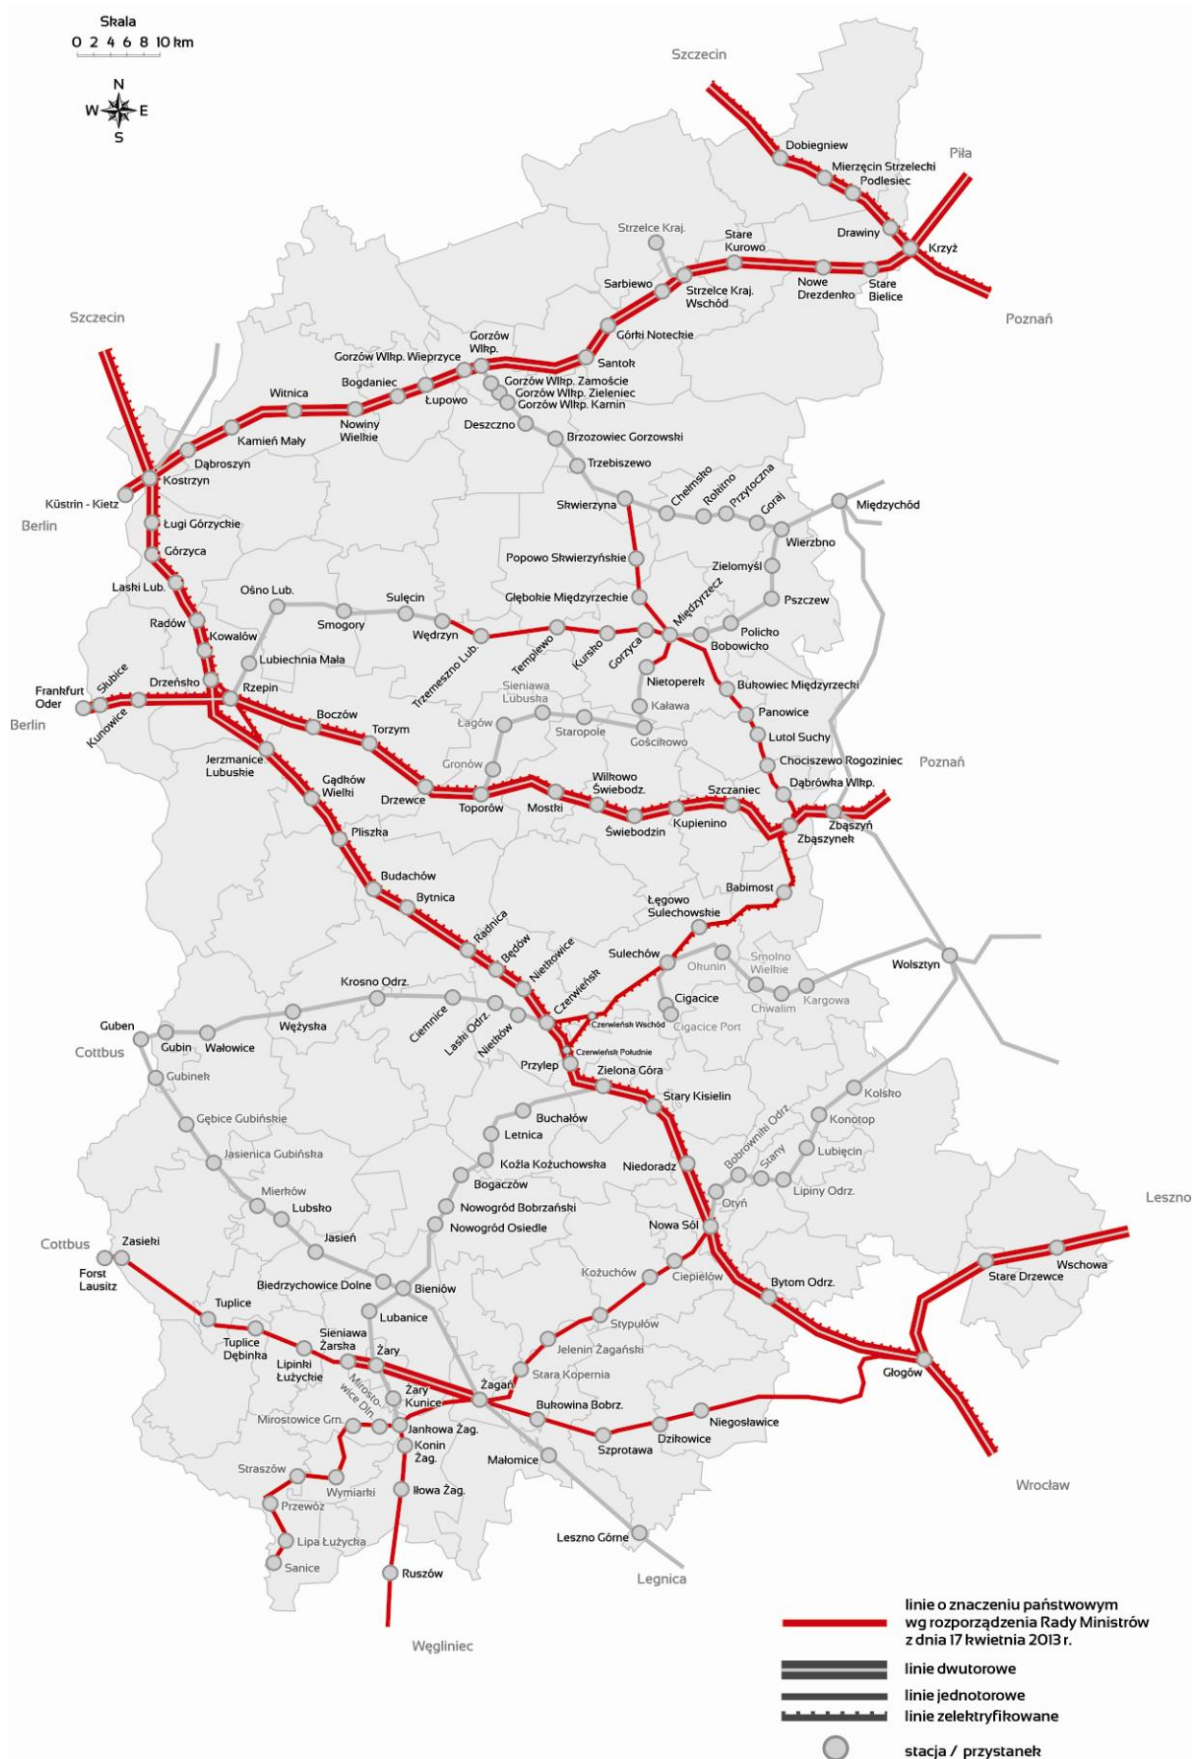 Skala
0 2 4 6 8 10 km
N
W E
S
Szczecin
Dobiegniew
Mierzęcin Strzelecki
Podlesiec
Piła
Drawiny
Krzyż
Strzelce Kraj.
Stare
Kurowo
Sarbiewo
Strzelce Kraj.
Wschód
Nowe
Drezdenko
Stare
Bielice
Poznań
Szczecin
Górki Noteckie
Gorzów
Wlkp.
Gorzów Wlkp. Wieprzyce
Santok
Bogdaniec
Gorzów Wlkp. Zamoście
Gorzów Wlkp. Zieleniec
Gorzów Wlkp. Karnin
Witnica
Łupowo
Nowiny
Wielkie
Deszczno
Kamień Mały
Brzozowiec Gorzowski
Dąbroszyn
Trzebiszewo
Kostrzyn
Küstrin - Kietz
Skwierzyna
Chełmsko
Rokitno
Przytoczna
Goraj
Międzychód
Berlin
Ługi Górzyckie
Wierzbno
Górzyca
Popowo Skwierzyńskie
Zielomyśl
Laski Lub.
Ośno Lub.
Sulęcin
Głębokie Międzyrzeckie
Międzyrzecz
Pszczew
Radów
Smogory
Wędrzyn
Policko
Kowalów
Trzemeszno Lub.
Templewo
Kursko
Gorzyca
Bobowicko
Lubiechnia Mała
Drzeńsko
Rzepin
Nietoperek
Frankfurt
Oder
Słubice
Kunowice
Sieniawa
Lubuska
Bukowiec Międzyrzecki
Kaława
Berlin
Boczów
Łagów
Staropole
Panowice
Torzym
Gościkowo
Lutol Suchy
Jerzmanice
Lubuskie
Gronów
Chociszewo Rogoziniec
Poznań
Gądków
Wielki
Wilkowo
Świebodz.
Szczaniec
Dąbrówka Wlkp.
Drzewce
Toporów
Mostki
Świebodzin
Kupienino
Zbąszyń
Zbąszynek
Pliszka
Budachów
Babimost
Bytnica
Łęgowo
Sulechowskie
Radnica
Będów
Nietkowice
Sulechów
Okunin
Smolno
Wielkie
Wolsztyn
Krosno Odrz.
Czerwieńsk
Chwalim
Kargowa
Cigacice
Guben
Wężyska
Ciemnice
Laski Odrz.
Nietków
Czerwieńsk Wschód
Cigacice Port
Gubin
Wałowice
Cottbus
Czerwieńsk Południe
Przylep
Zielona Góra
Gubinek
Kolsko
Stary Kisielin
Buchałów
Gębice Gubińskie
Konotop
Letnica
Bobrowniki Odrz.
Stany
Lubięcin
Jasienica Gubińska
Koźla Kożuchowska
Niedoradz
Bogaczów
Lipiny Odrz.
Mierków
Otyń
Nowogród Bobrzański
Leszno
Lubsko
Nowogród Osiedle
Nowa Sól
Cottbus
Zasieki
Jasień
Wschowa
Forst
Lausitz
Biedrzychowice Dolne
Bieniów
Kożuchów
Ciepielów
Bytom Odrz.
Stare Drzewce
Tuplice
Lubanice
Stypułów
Tuplice
Dębinka
Sieniawa
Żarska
Żary
Jelenin Żagański
Lipinki
Łużyckie
Stara Kopernia
Głogów
Mirosto-
wice Dln.
Żary
Kunice
Żagań
Mirostowice Grn.
Bukowina Bobrz.
Jankowa Żag.
Niegosławice
Konin
Żag.
Szprotawa
Dzikowice
Straszów
Małomice
Wymiarki
Iłowa Żag.
Wrocław
Przewóz
Lipa Łużycka
Leszno Górne
Sanice
Ruszów
Legnica
Węgliniec
linie o znaczeniu państwowym
wg rozporządzenia Rady Ministrów
z dnia 17 kwietnia 2013 r.
linie dwutorowe
linie jednotorowe
linie zelektryfikowane
stacja / przystanek